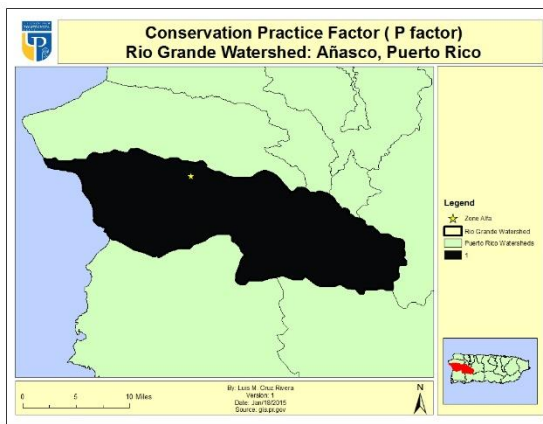 Conservation Practice Factor ( P factor)
Rio Grande Watershed: Añasco, Puerto Rico
Legend
Zone Alfa
Rio Grande Watershed
Puerto Rico Watersheds
1
0 5 10 Miles
By: Luis M. Cruz Rivera
Version: 1
Date: Jan/18/2015
Source: gis.pr.gov
N